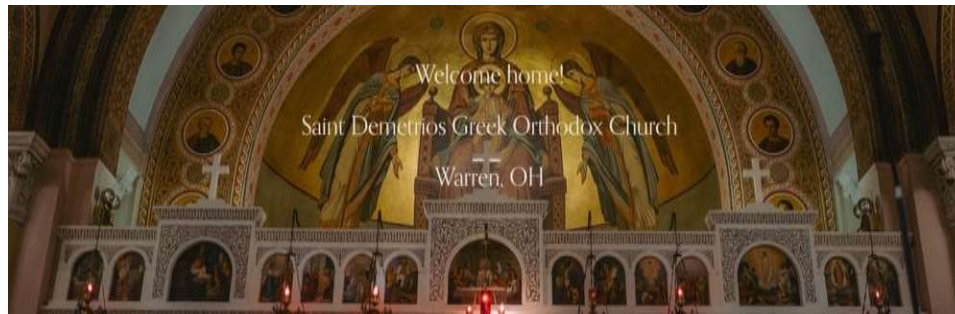 Welcome home!
Saint Demetrios Greek Orthodox Church
Warren, OH